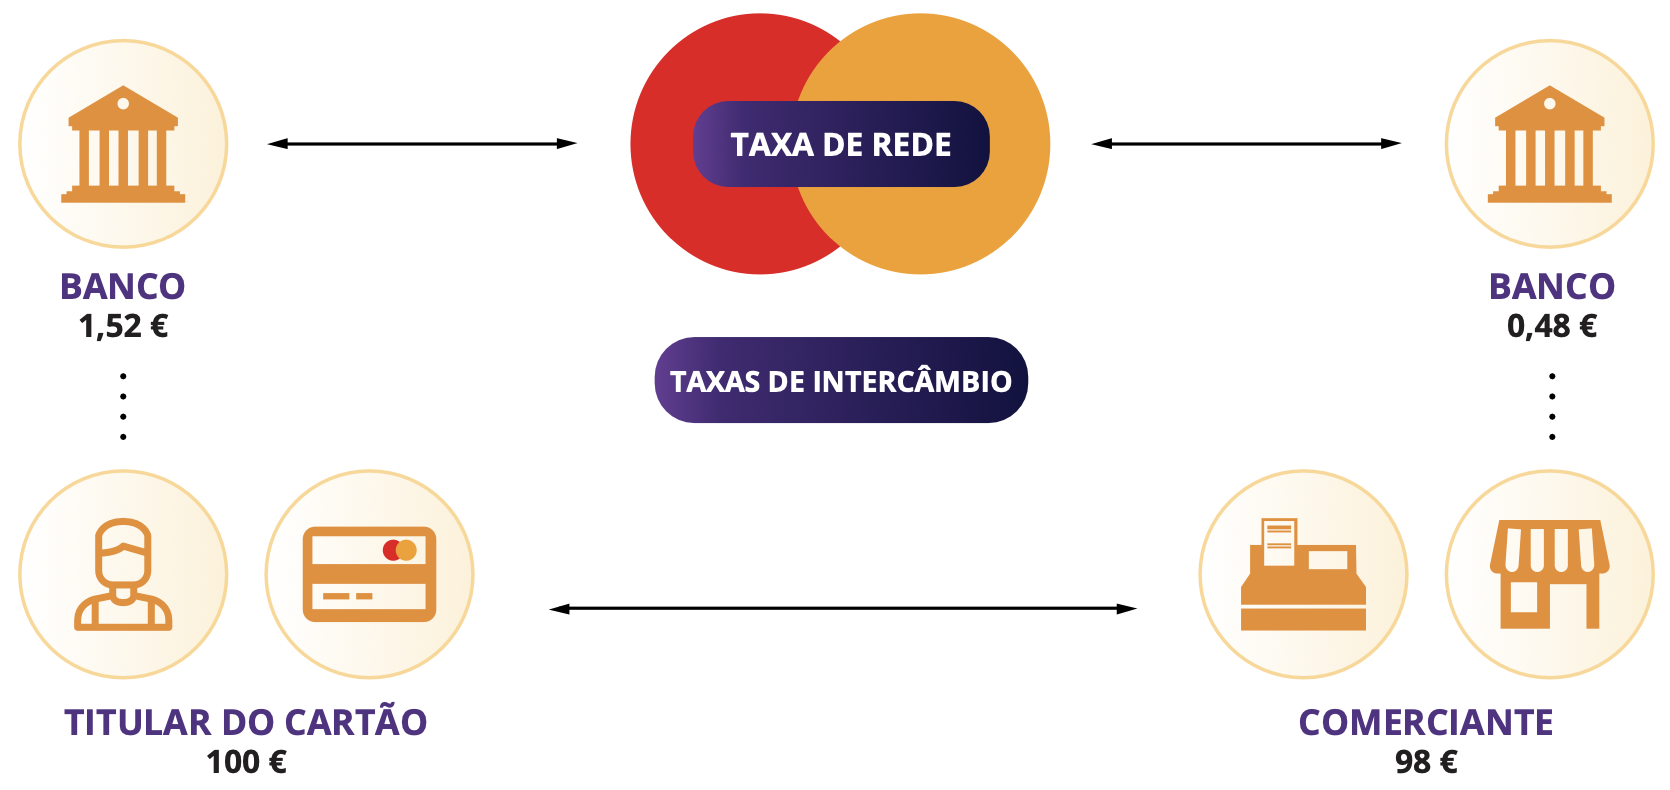 TAXA DE REDE
BANCO
1,52 €
BANCO
0,48 €
TAXAS DE INTERCÂMBIO
TITULAR DO CARTÃO
100 €
COMERCIANTE
98 €